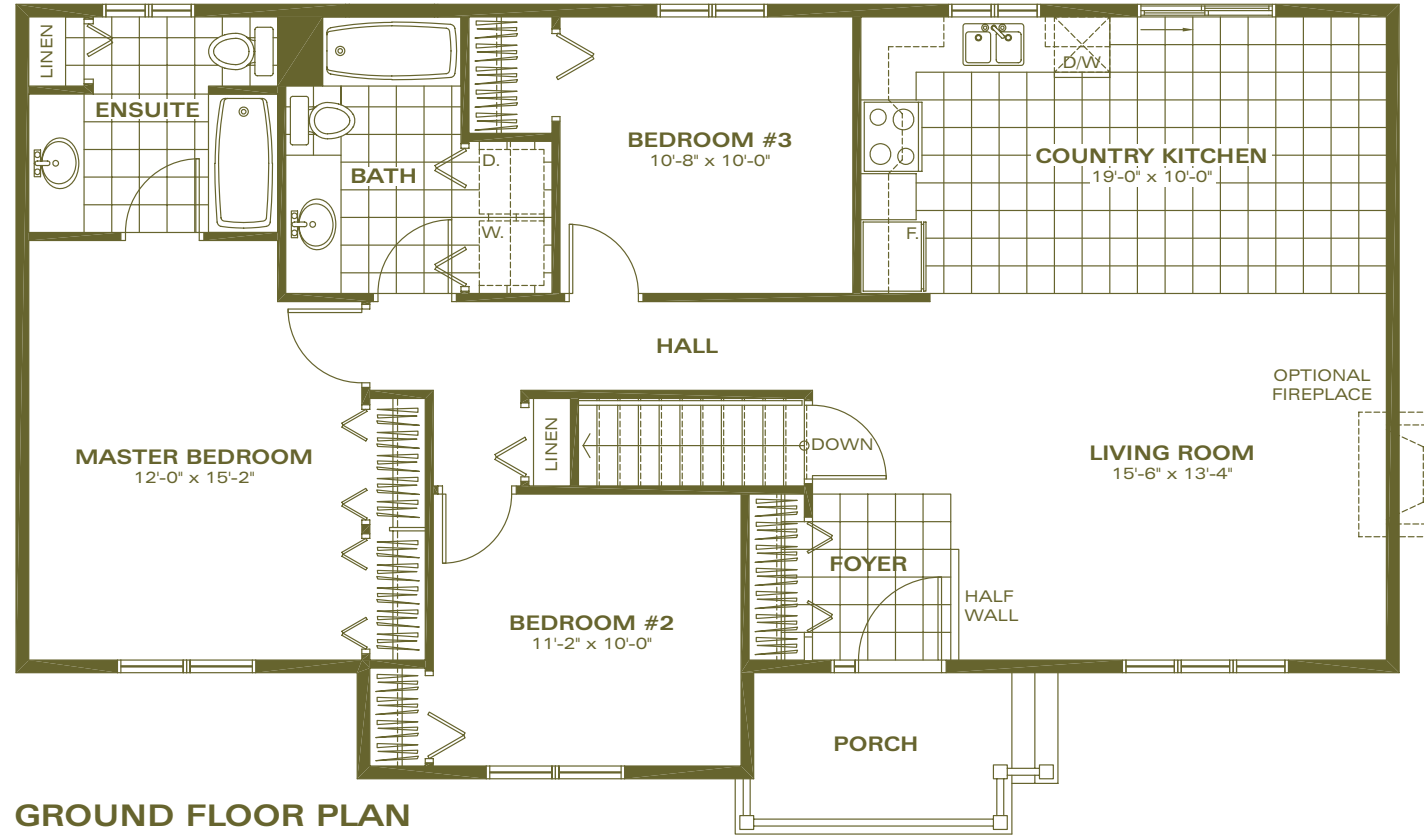 LINEN
ENSUITE
BATH
D.
W.
BEDROOM #3
10'-8" x 10'-0"
D/W
COUNTRY KITCHEN
19'-0" x 10'-0"
F.
HALL
OPTIONAL
FIREPLACE
MASTER BEDROOM
12'-0" x 15'-2"
LINEN
DOWN
LIVING ROOM
15'-6" x 13'-4"
FOYER
HALF
WALL
BEDROOM #2
11'-2" x 10'-0"
PORCH
GROUND FLOOR PLAN